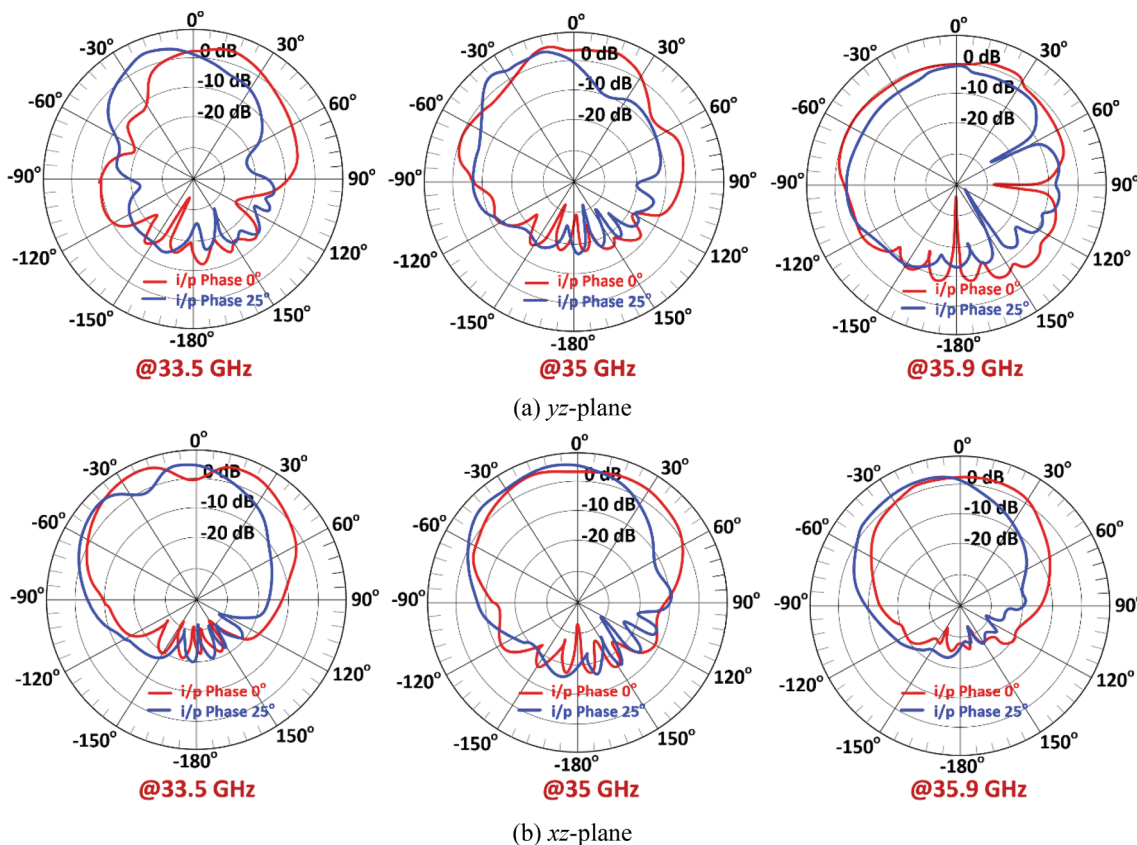 0°
-30° 30°
0 dB
-10 dB
-60° 60°
-20 dB
-90° 90°
-120° 120°
i/p Phase 0°
i/p Phase 25°
-150° 150°
-180°
@33.5 GHz
0°
-30° 30°
0 dB
-10 dB
-60° 60°
-20 dB
-90° 90°
-120° 120°
i/p Phase 0°
i/p Phase 25°
-150° 150°
-180°
@35 GHz
0°
-30° 30°
0 dB
-10 dB
-60° 60°
-20 dB
-90° 90°
-120° 120°
i/p Phase 0°
i/p Phase 25°
-150° 150°
-180°
@35.9 GHz
(a) yz-plane
0°
-30° 30°
0 dB
-10 dB
-60° 60°
-20 dB
-90° 90°
-120° 120°
i/p Phase 0°
i/p Phase 25°
-150° 150°
-180°
@33.5 GHz
0°
-30° 30°
0 dB
-10 dB
-60° 60°
-20 dB
-90° 90°
-120° 120°
i/p Phase 0°
i/p Phase 25°
-150° 150°
-180°
@35 GHz
0°
-30° 30°
0 dB
-10 dB
-60° 60°
-20 dB
-90° 90°
-120° 120°
i/p Phase 0°
i/p Phase 25°
-150° 150°
-180°
@35.9 GHz
(b) xz-plane